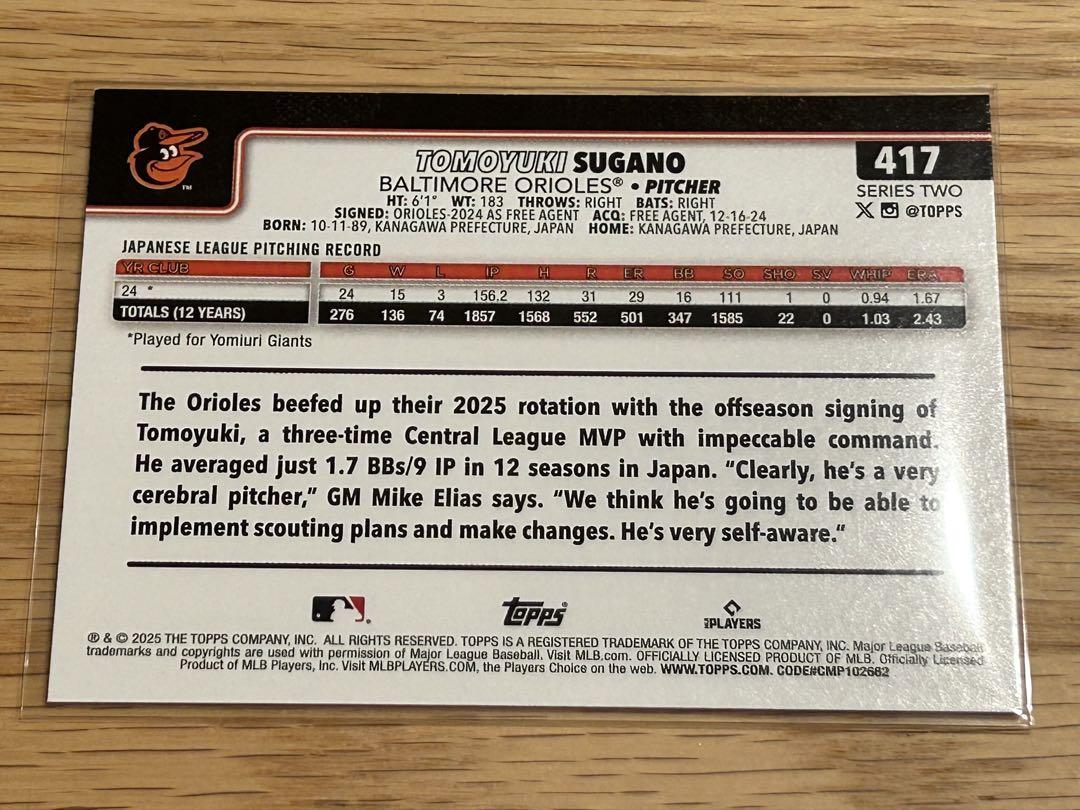 TOMOYUKI SUGANO
417
BALTIMORE ORIOLES® • PITCHER
SERIES TWO
HT: 6'1" WT: 183 THROWS: RIGHT BATS: RIGHT
@TOPPS
SIGNED: ORIOLES-2024 AS FREE AGENT ACQ: FREE AGENT, 12-16-24
BORN: 10-11-89, KANAGAWA PREFECTURE, JAPAN HOME: KANAGAWA PREFECTURE, JAPAN
JAPANESE LEAGUE PITCHING RECORD
YR CLUB G W L IP H R ER BB SO SHO SV WHIP ERA
24 * 24 15 3 156.2 132 31 29 16 111 1 0 0.94 1.67
TOTALS (12 YEARS) 276 136 74 1857 1568 552 501 347 1585 22 0 1.03 2.43
*Played for Yomiuri Giants
The Orioles beefed up their 2025 rotation with the offseason signing of
Tomoyuki, a three-time Central League MVP with impeccable command.
He averaged just 1.7 BBs/9 IP in 12 seasons in Japan. “Clearly, he's a very
cerebral pitcher,” GM Mike Elias says. “We think he's going to be able to
implement scouting plans and make changes. He's very self-aware.“
topps®
MLB PLAYERS
® & © 2025 THE TOPPS COMPANY, INC. ALL RIGHTS RESERVED. TOPPS IS A REGISTERED TRADEMARK OF THE TOPPS COMPANY, INC. Major League Baseball
trademarks and copyrights are used with permission of Major League Baseball. Visit MLB.com. OFFICIALLY LICENSED PRODUCT OF MLB. Officially Licensed
Product of MLB Players, Inc. Visit MLBPLAYERS.COM, the Players Choice on the web. WWW.TOPPS.COM. CODE#CMP102662